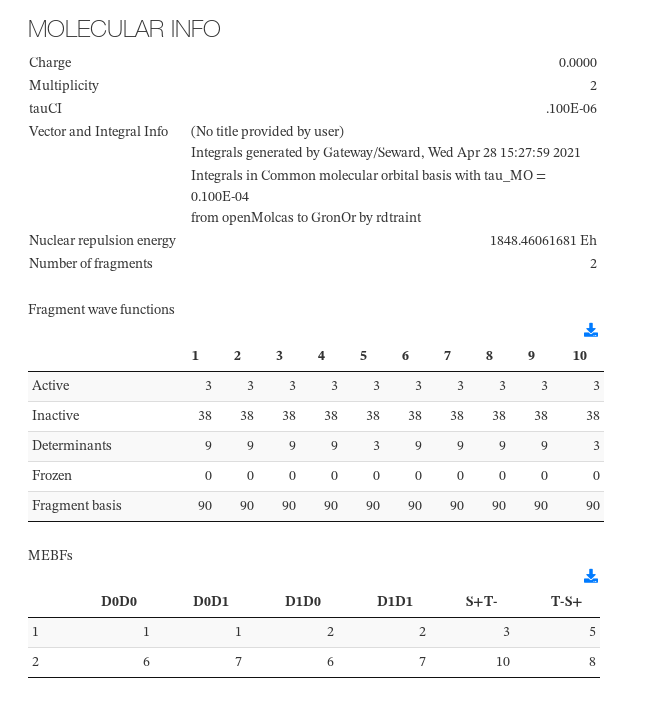 MOLECULAR INFO
Charge 0.0000
Multiplicity 2
tauCI .100E-06
Vector and Integral Info (No title provided by user)
Integrals generated by Gateway/Seward, Wed Apr 28 15:27:59 2021
Integrals in Common molecular orbital basis with tau_MO =
0.100E-04
from openMolcas to GronOr by rdtraint
Nuclear repulsion energy 1848.46061681 Eh
Number of fragments 2
Fragment wave functions
1 2 3 4 5 6 7 8 9 10
Active 3 3 3 3 3 3 3 3 3 3
Inactive 38 38 38 38 38 38 38 38 38 38
Determinants 9 9 9 9 3 9 9 9 9 3
Frozen 0 0 0 0 0 0 0 0 0 0
Fragment basis 90 90 90 90 90 90 90 90 90 90
MEBFs
D0D0 D0D1 D1D0 D1D1 S+T- T-S+
1 1 1 2 2 3 5
2 6 7 6 7 10 8